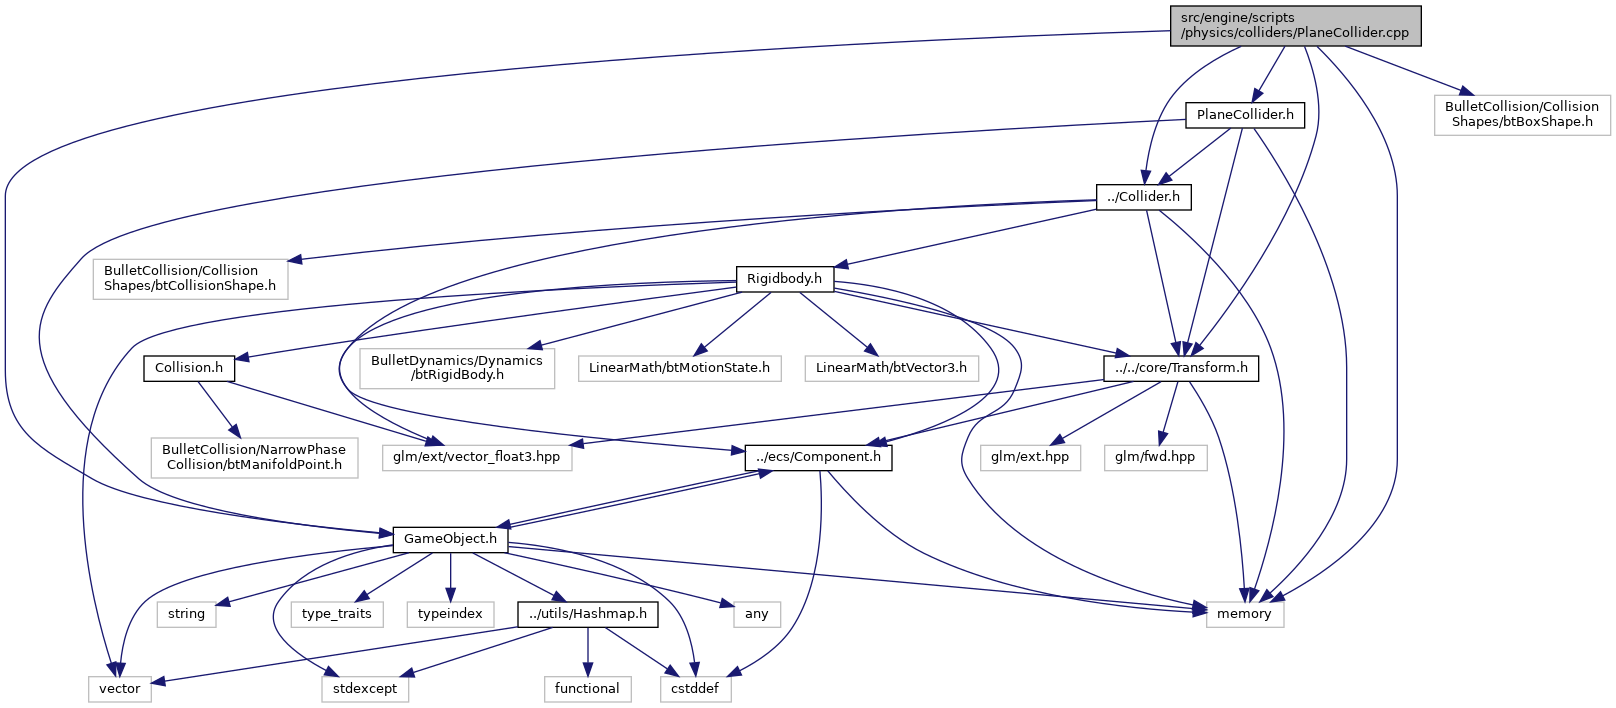 src/engine/scripts
/physics/colliders/PlaneCollider.cpp
PlaneCollider.h
BulletCollision/Collision
Shapes/btBoxShape.h
../Collider.h
BulletCollision/Collision
Shapes/btCollisionShape.h
Rigidbody.h
Collision.h
BulletDynamics/Dynamics
/btRigidBody.h
LinearMath/btMotionState.h
LinearMath/btVector3.h
../../core/Transform.h
BulletCollision/NarrowPhase
Collision/btManifoldPoint.h
glm/ext/vector_float3.hpp
../ecs/Component.h
glm/ext.hpp
glm/fwd.hpp
GameObject.h
string
type_traits
typeindex
../utils/Hashmap.h
any
memory
vector
stdexcept
functional
cstddef